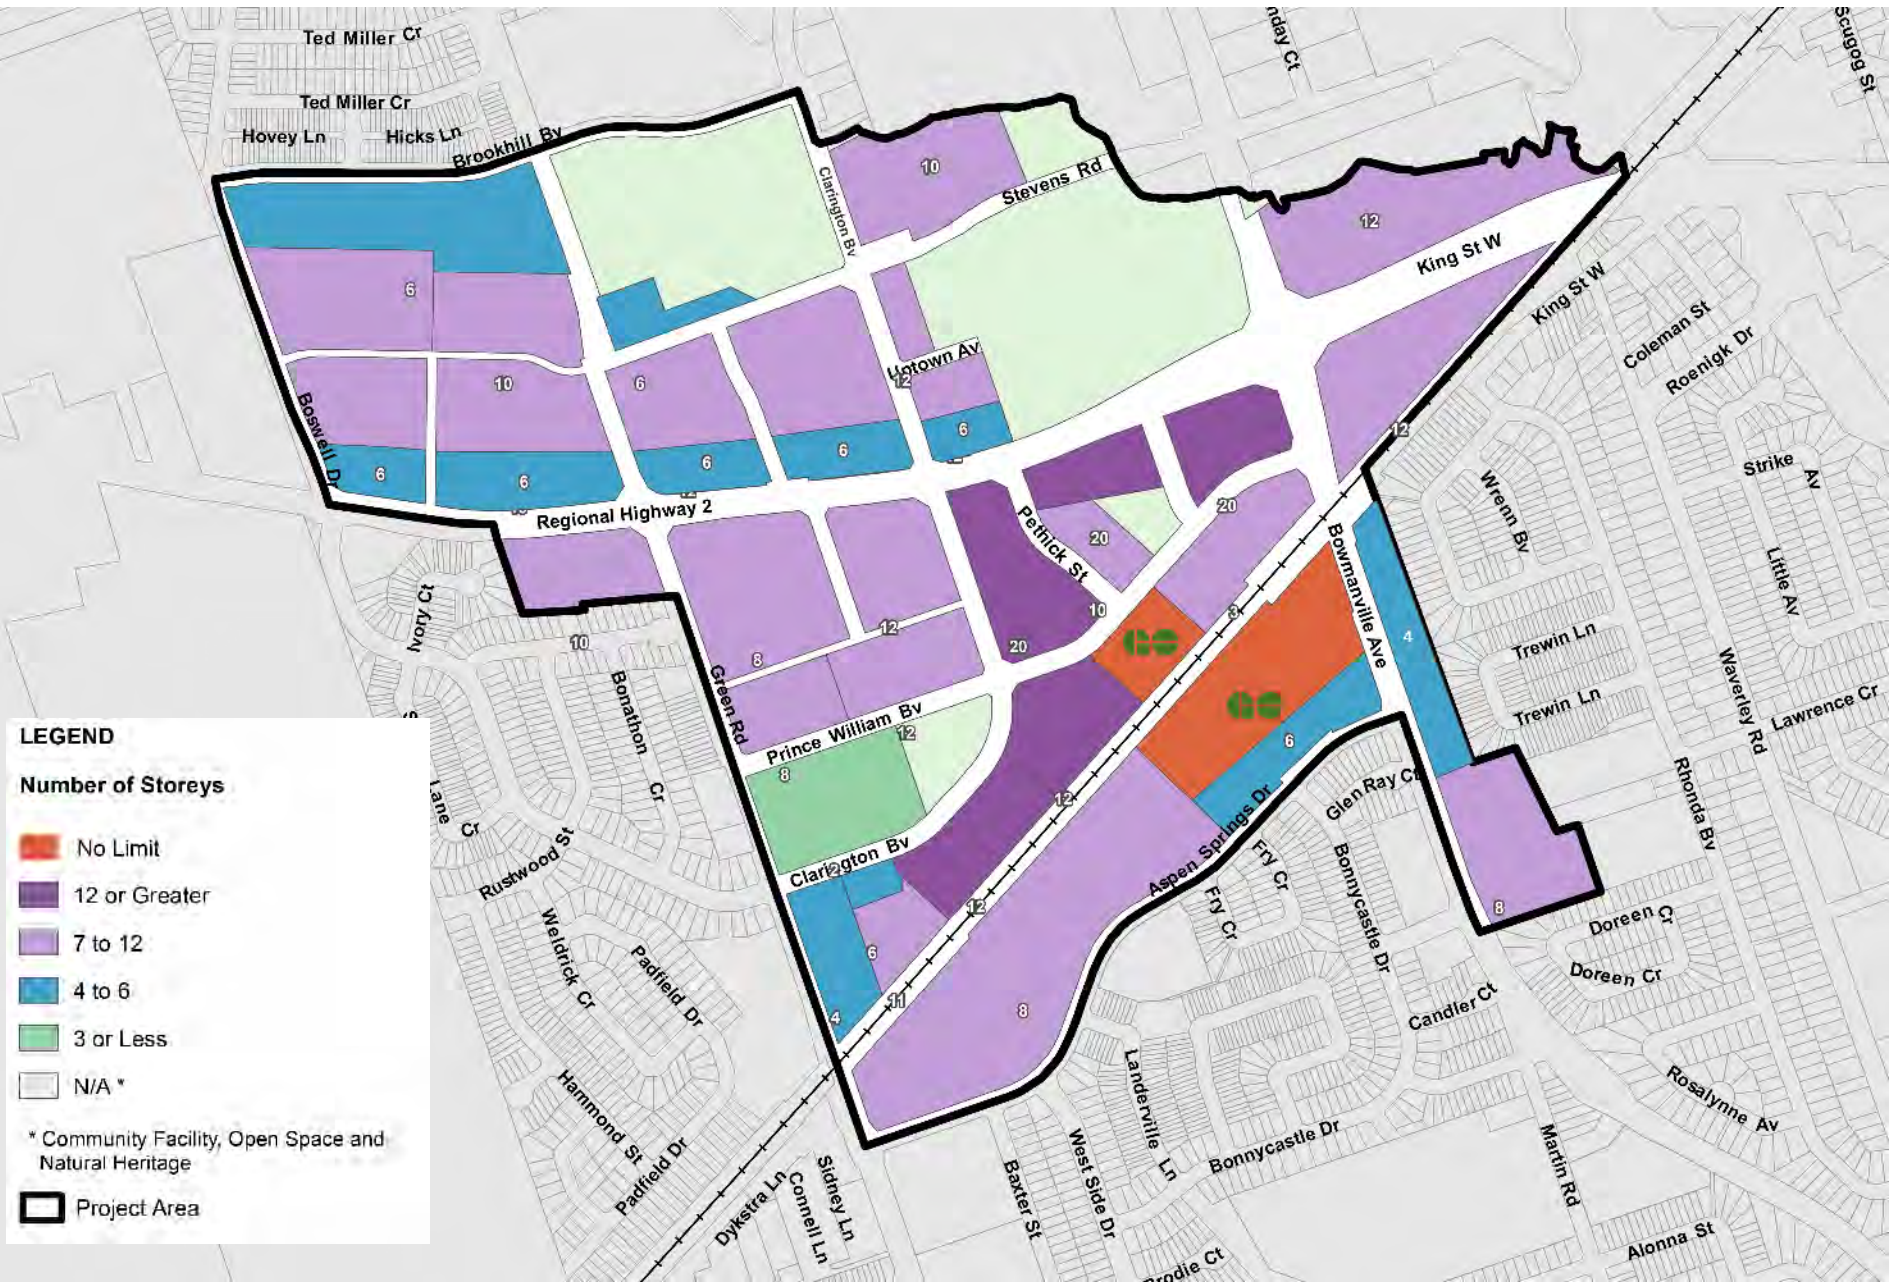 Ted Miller Cr
Ted Miller Cr
Hovey Ln
Hicks Ln
Brookhill Bv
Clarington Bv
10
Stevens Rd
12
King St W
King St W
Scugog St
Coleman St
Roenigk Dr
6
10
6
Uptown Av
12
6
6
6
6
6
12
Boswell Dr
Regional Highway 2
Strike Av
Wrenn Bv
Little Av
20
20
Pethick St
10
3
Bowmanville Ave
4
Trewin Ln
Trewin Ln
Waverley Rd
Lawrence Cr
Rhonda Bv
Ivory Ct
10
Bonathon Cr
8
12
20
Green Rd
Prince William Bv
12
8
6
12
Glen Ray Ct
Aspen Springs Dr
Fry Cr
Fry Cr
Bonnycastle Dr
Clarington Bv
2
12
6
11
4
8
8
Doreen Cr
Doreen Cr
Candler Ct
Lane Cr
Rustwood St
Weldrick Cr
Padfield Dr
Hammond St
Padfield Dr
Dykstra Ln
Sidney Ln
Connell Ln
Baxter St
West Side Dr
Landerville Ln
Bonnycastle Dr
Martin Rd
Rosalynne Av
Alonna St
LEGEND
Number of Storeys
No Limit
12 or Greater
7 to 12
4 to 6
3 or Less
N/A *
* Community Facility, Open Space and
Natural Heritage
Project Area